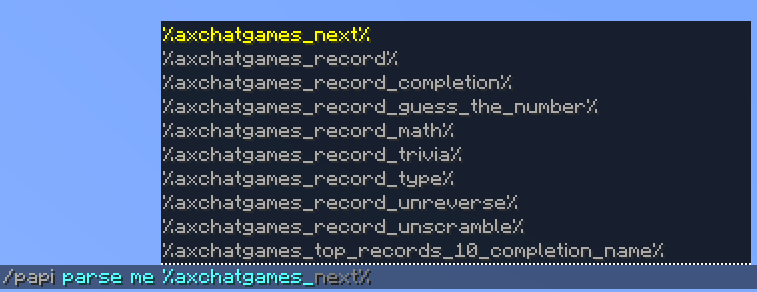 %axchatgames_next%
%axchatgames_record%
%axchatgames_record_completion%
%axchatgames_record_guess_the_number%
%axchatgames_record_math%
%axchatgames_record_trivia%
%axchatgames_record_type%
%axchatgames_record_unreverse%
%axchatgames_record_unscramble%
%axchatgames_top_records_10_completion_name%
/papi parse me %axchatgames_next%